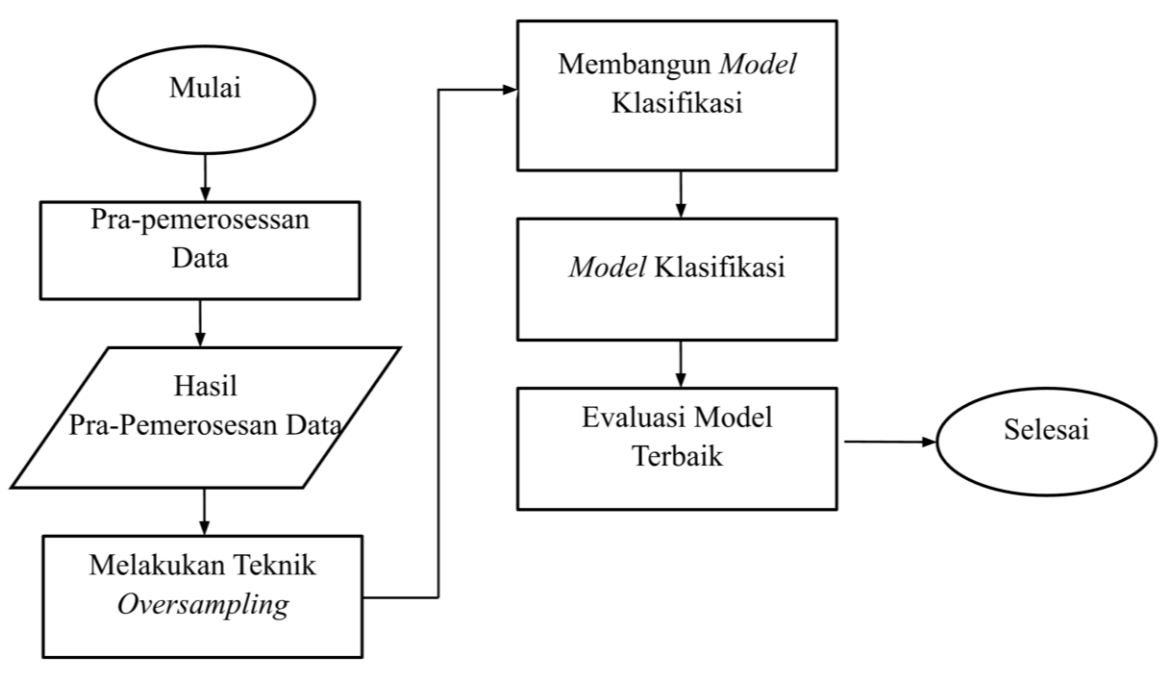 Mulai
Pra-pemerosessan
Data
Hasil
Pra-Pemerosesan Data
Melakukan Teknik
Oversampling
Membangun Model
Klasifikasi
Model Klasifikasi
Evaluasi Model
Terbaik
Selesai